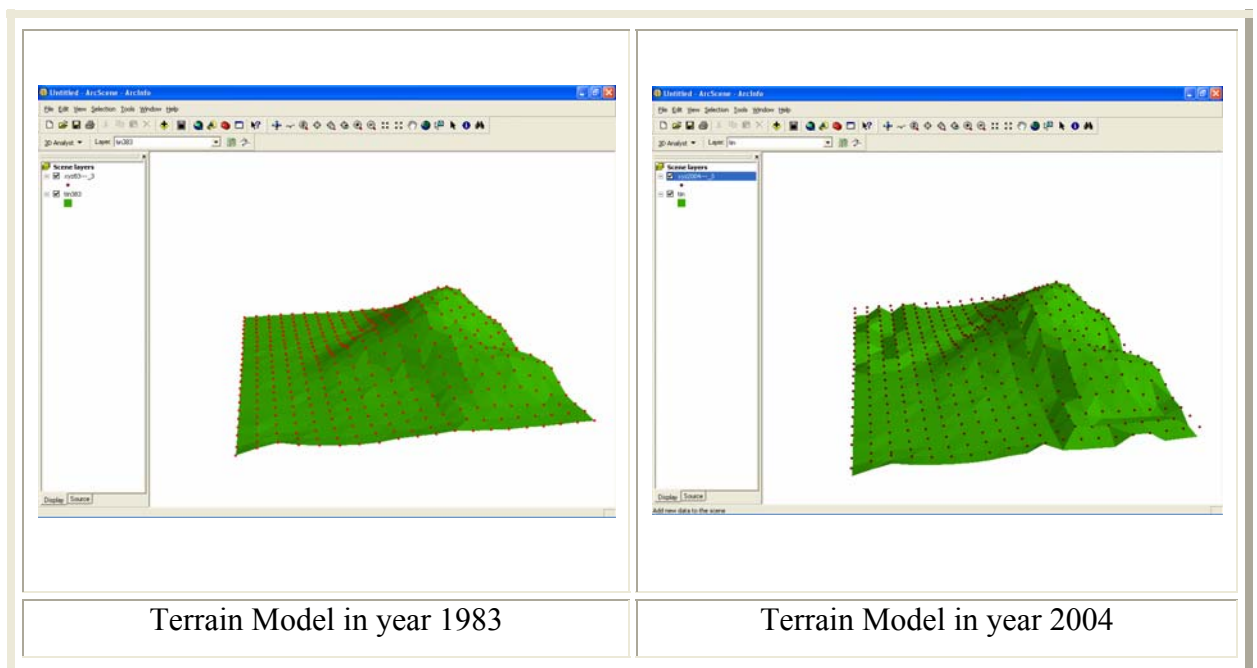 Untitled - ArcScene - ArcInfo
File Edit View Selection Tools Window Help
3D Analyst Layer: tin383
Scene layers
tin383
Display Source
Terrain Model in year 1983
Untitled - ArcScene - ArcInfo
File Edit View Selection Tools Window Help
3D Analyst Layer: tin
Scene layers
tin
Display Source
Add new data to the scene
Terrain Model in year 2004